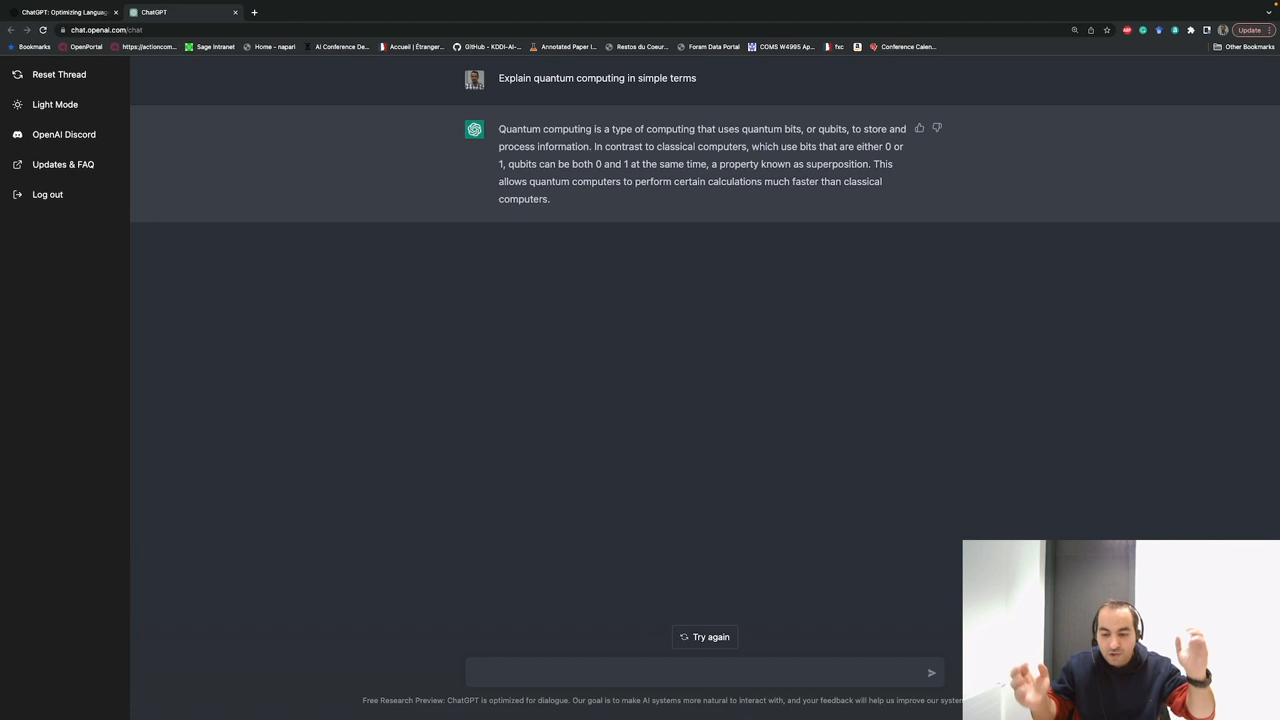 ChatGPT: Optimizing Langua
ChatGPT
chat.openai.com/chat
Update
Bookmarks
OpenPortal
https://actioncom...
Sage Intranet
Home - napari
AI Conference De...
Accueil | Étranger...
GitHub - KDDI-AI-...
Annotated Paper |...
Restos du Coeur...
Foram Data Portal
COMS W4995 Ap...
fxc
Conference Calen...
Other Bookmarks
Reset Thread
Light Mode
OpenAI Discord
Updates & FAQ
Log out
Explain quantum computing in simple terms
Quantum computing is a type of computing that uses quantum bits, or qubits, to store and
process information. In contrast to classical computers, which use bits that are either 0 or
1, qubits can be both 0 and 1 at the same time, a property known as superposition. This
allows quantum computers to perform certain calculations much faster than classical
computers.
Try again
Free Research Preview: ChatGPT is optimized for dialogue. Our goal is to make AI systems more natural to interact with, and your feedback will help us improve our system